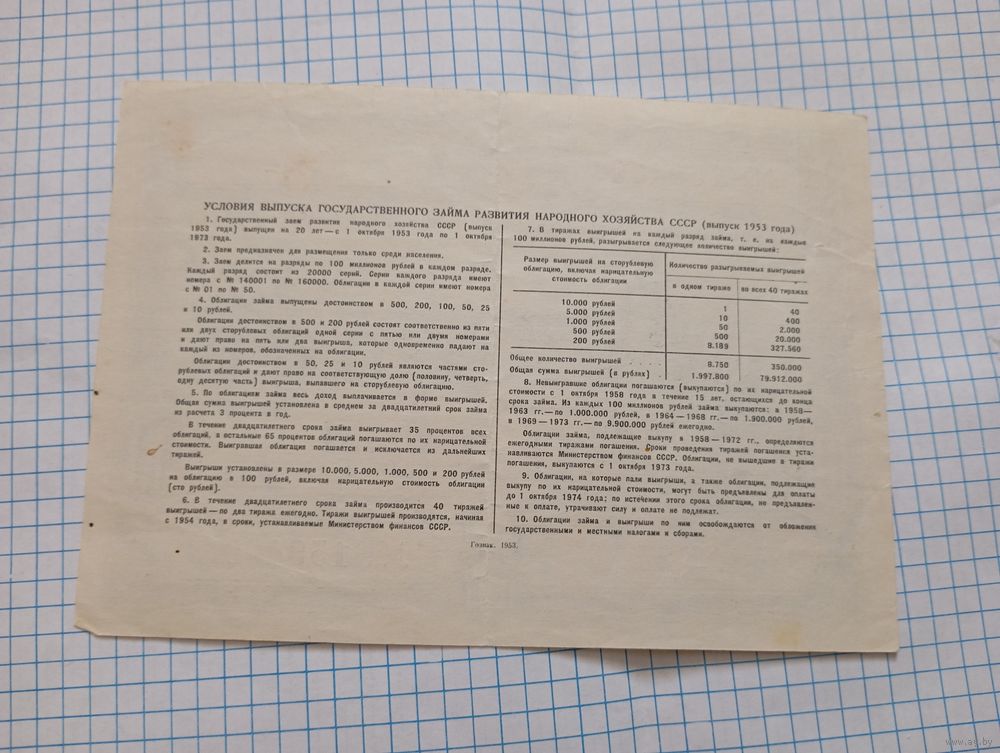 УСЛОВИЯ ВЫПУСКА ГОСУДАРСТВЕННОГО ЗАЙМА РАЗВИТИЯ НАРОДНОГО ХОЗЯЙСТВА СССР (выпуск 1953 года)
1. Государственный заем развития народного хозяйства СССР (выпуск
1953 года) выпущен на 20 лет — с 1 октября 1953 года по 1 октября
1973 года.
2. Заем предназначен для размещения только среди населения.
3. Заем делится на разряды по 100 миллионов рублей в каждом разряде.
Каждый разряд состоит из 20000 серий. Серии каждого разряда имеют
номера с № 140001 по № 160000. Облигации в каждой серии имеют номера
с № 01 по № 50.
4. Облигации займа выпущены достоинством в 500, 200, 100, 50, 25
и 10 рублей.
Облигации достоинством в 500 и 200 рублей состоят соответственно из пяти
или двух сторублевых облигаций одной серии с пятью или двумя номерами
и дают право на пять или два выигрыша, которые одновременно падают на
каждый из номеров, обозначенных на облигации.
Облигации достоинством в 50, 25 и 10 рублей являются частями сто-
рублевых облигаций и дают право на соответствующую долю (половину, четверть,
одну десятую часть) выигрыша, выпавшего на сторублевую облигацию.
5. По облигациям займа весь доход выплачивается в форме выигрышей.
Общая сумма выигрышей установлена в среднем за двадцатилетний срок займа
из расчета 3 процента в год.
В течение двадцатилетнего срока займа выигрывает 35 процентов всех
облигаций, а остальные 65 процентов облигаций погашаются по их нарицательной
стоимости. Выигравшая облигация погашается и исключается из дальнейших
тиражей.
Выигрыши установлены в размере 10.000, 5.000, 1.000, 500 и 200 рублей
на облигацию в 100 рублей, включая нарицательную стоимость облигации
(сто рублей).
6. В течение двадцатилетнего срока займа производится 40 тиражей
выигрышей — по два тиража ежегодно. Тиражи выигрышей производятся, начиная
с 1954 года, в сроки, устанавливаемые Министерством финансов СССР.
7. В тиражах выигрышей на каждый разряд займа, т. е. на каждые
100 миллионов рублей, разыгрывается следующее количество выигрышей:
Размер выигрышей на сторублевую
облигацию, включая нарицательную
стоимость облигации
Количество разыгрываемых выигрышей
в одном тираже во всех 40 тиражах
10.000 рублей 1 40
5.000 рублей 10 400
1.000 рублей 50 2.000
500 рублей 500 20.000
200 рублей 8.189 327.560
Общее количество выигрышей . . 8.750 350.000
Общая сумма выигрышей (в рублях) . 1.997.800 79.912.000
8. Невыигравшие облигации погашаются (выкупаются) по их нарицательной
стоимости с 1 октября 1958 года в течение 15 лет, остающихся до конца
срока займа. Из каждых 100 миллионов рублей займа выкупаются: в 1958—
1963 гг. — по 1.000.000 рублей, в 1964—1968 гг. — по 1.900.000 рублей,
в 1969—1973 гг. — по 9.900.000 рублей ежегодно.
Облигации займа, подлежащие выкупу в 1958—1972 гг., определяются
ежегодными тиражами погашения. Сроки проведения тиражей погашения уста-
навливаются Министерством финансов СССР. Облигации, не вышедшие в тиражи
погашения, выкупаются с 1 октября 1973 года.
9. Облигации, на которые пали выигрыши, а также облигации, подлежащие
выкупу по их нарицательной стоимости, могут быть предъявлены для оплаты
до 1 октября 1974 года; по истечении этого срока облигации, не предъявлен-
ные к оплате, утрачивают силу и оплате не подлежат.
10. Облигации займа и выигрыши по ним освобождаются от обложения
государственными и местными налогами и сборами.
Гознак. 1953.
www.ay.by